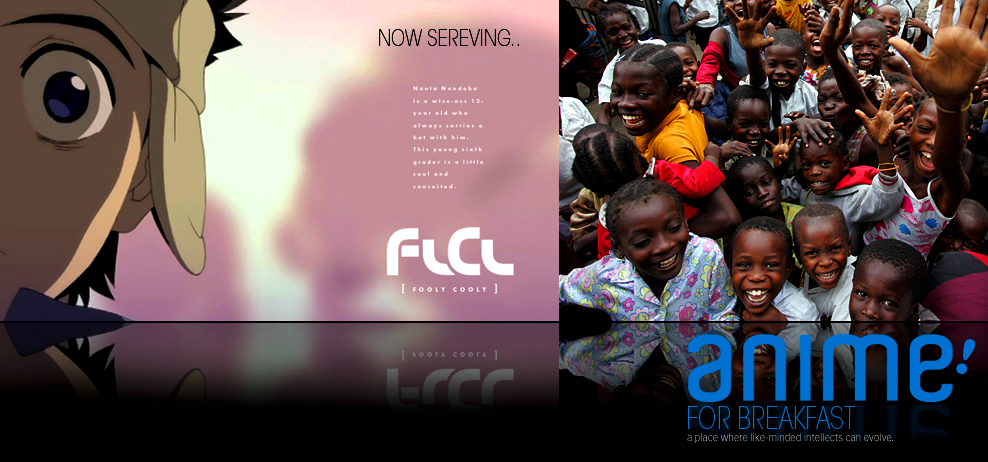 NOW SEREVING..
Naota Nandaba
is a wise-ass 12-
year old who
always carries a
bat with him.
This young sixth
grader is a little
cool and
conceited.
FLCL
[ FOOLY COOLY ]
anime!
FOR BREAKFAST
a place where like-minded intellects can evolve.